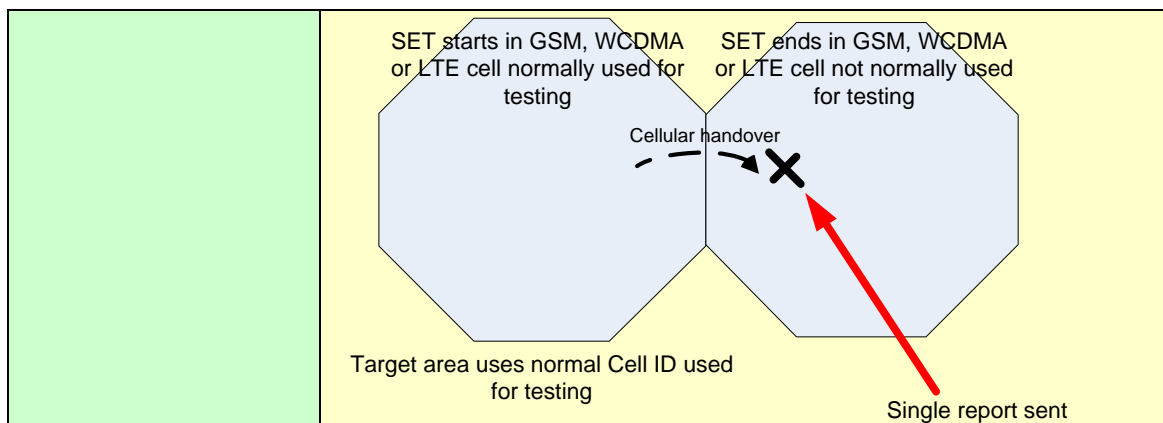 SET starts in GSM, WCDMA
or LTE cell normally used for
testing
SET ends in GSM, WCDMA
or LTE cell not normally used
for testing
Cellular handover
Target area uses normal Cell ID used
for testing
Single report sent